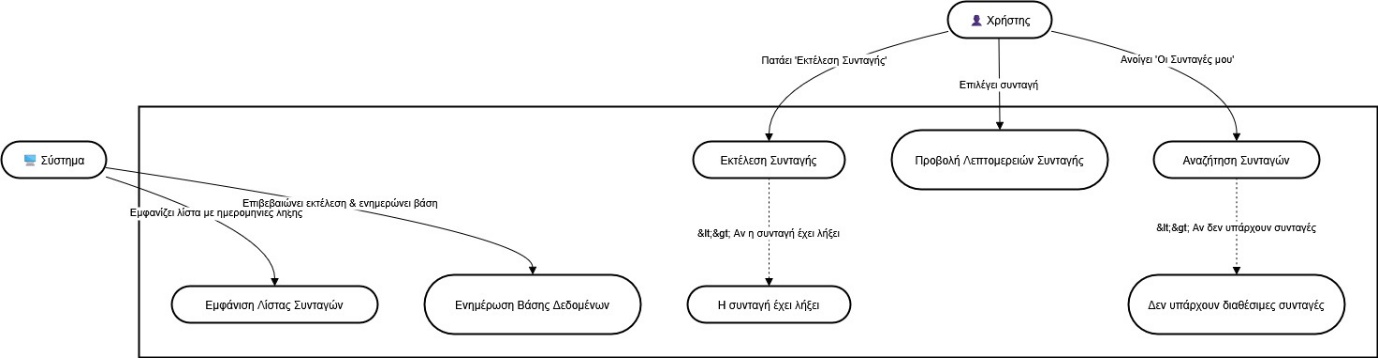 Χρήστης
Πατάει 'Εκτέλεση Συνταγής'
Επιλέγει συνταγή
Ανοίγει 'Οι Συνταγές μου'
Σύστημα
Εκτέλεση Συνταγής
Προβολή Λεπτομερειών Συνταγής
Αναζήτηση Συνταγών
Επιβεβαιώνει εκτέλεση & ενημερώνει βάση
Εμφανίζει λίστα με ημερομηνίες λήξης
&lt;&gt; Αν η συνταγή έχει λήξει
&lt;&gt; Αν δεν υπάρχουν συνταγές
Εμφάνιση Λίστας Συνταγών
Ενημέρωση Βάσης Δεδομένων
Η συνταγή έχει λήξει
Δεν υπάρχουν διαθέσιμες συνταγές